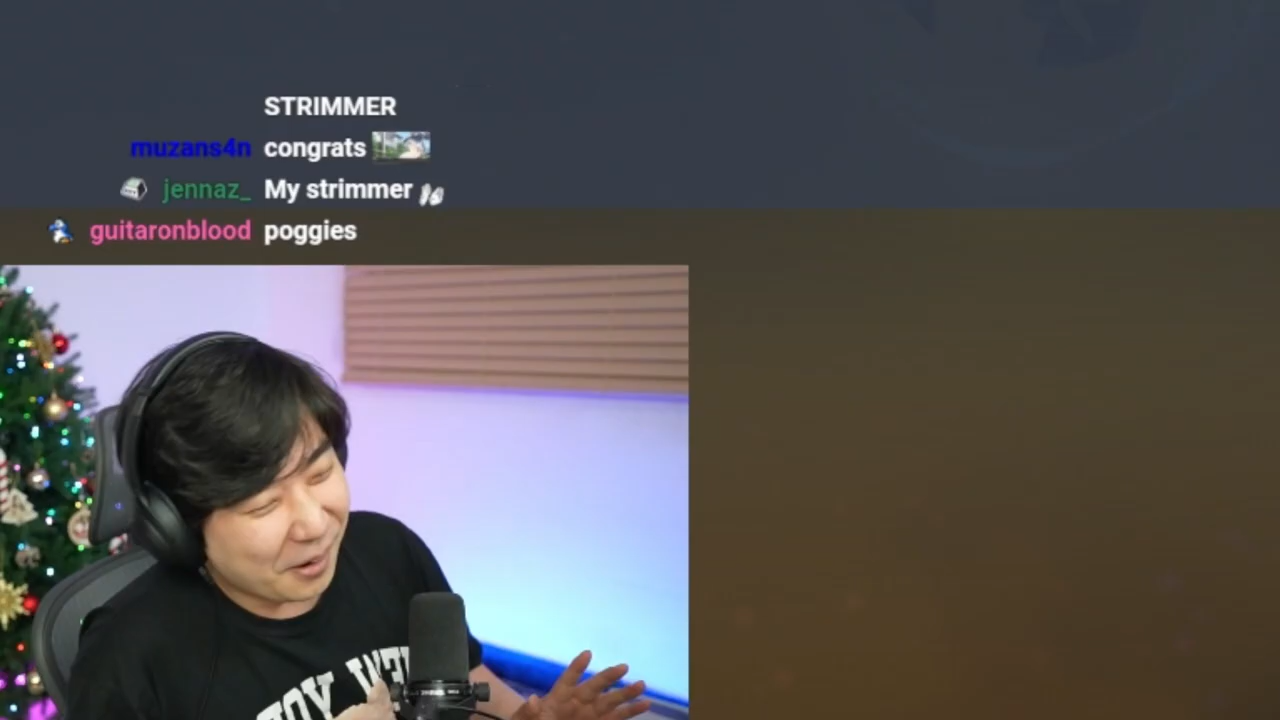 STRIMMER
muzans4n congrats
jennaz_ My strimmer
guitaronblood poggies